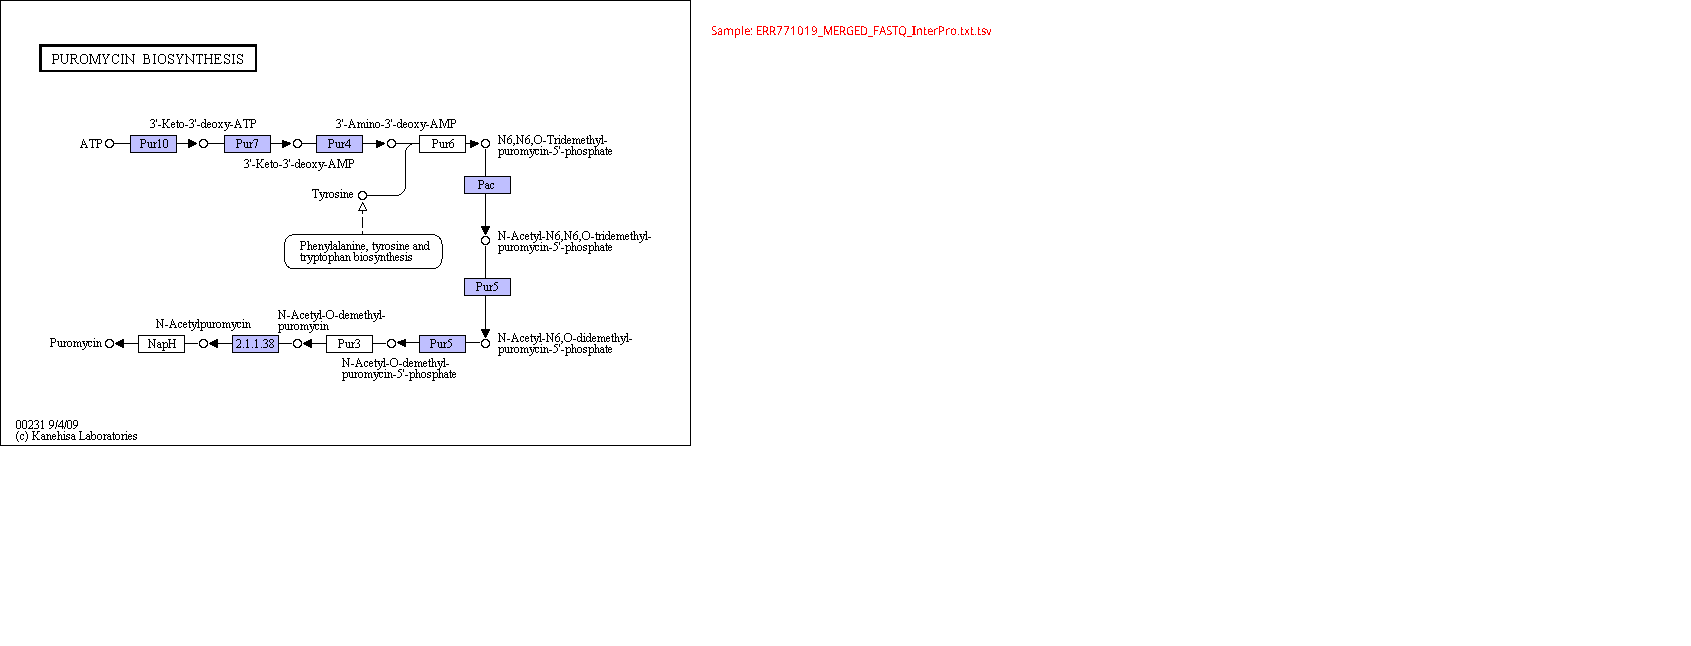 Sample: ERR771019_MERGED_FASTQ_InterPro.txt.tsv
PUROMYCIN BIOSYNTHESIS
3'-Keto-3'-deoxy-ATP
3'-Amino-3'-deoxy-AMP
ATP
Pur10
Pur7
Pur4
Pur6
N6,N6,O-Tridemethyl-
puromycin-5'-phosphate
3'-Keto-3'-deoxy-AMP
Pac
Tyrosine
Phenylalanine, tyrosine and
tryptophan biosynthesis
N-Acetyl-N6,N6,O-tridemethyl-
puromycin-5'-phosphate
Pur5
N-Acetylpuromycin
N-Acetyl-O-demethyl-
puromycin
Puromycin
NapH
2.1.1.38
Pur3
Pur5
N-Acetyl-N6,O-didemethyl-
puromycin-5'-phosphate
N-Acetyl-O-demethyl-
puromycin-5'-phosphate
00231 9/4/09
(c) Kanehisa Laboratories